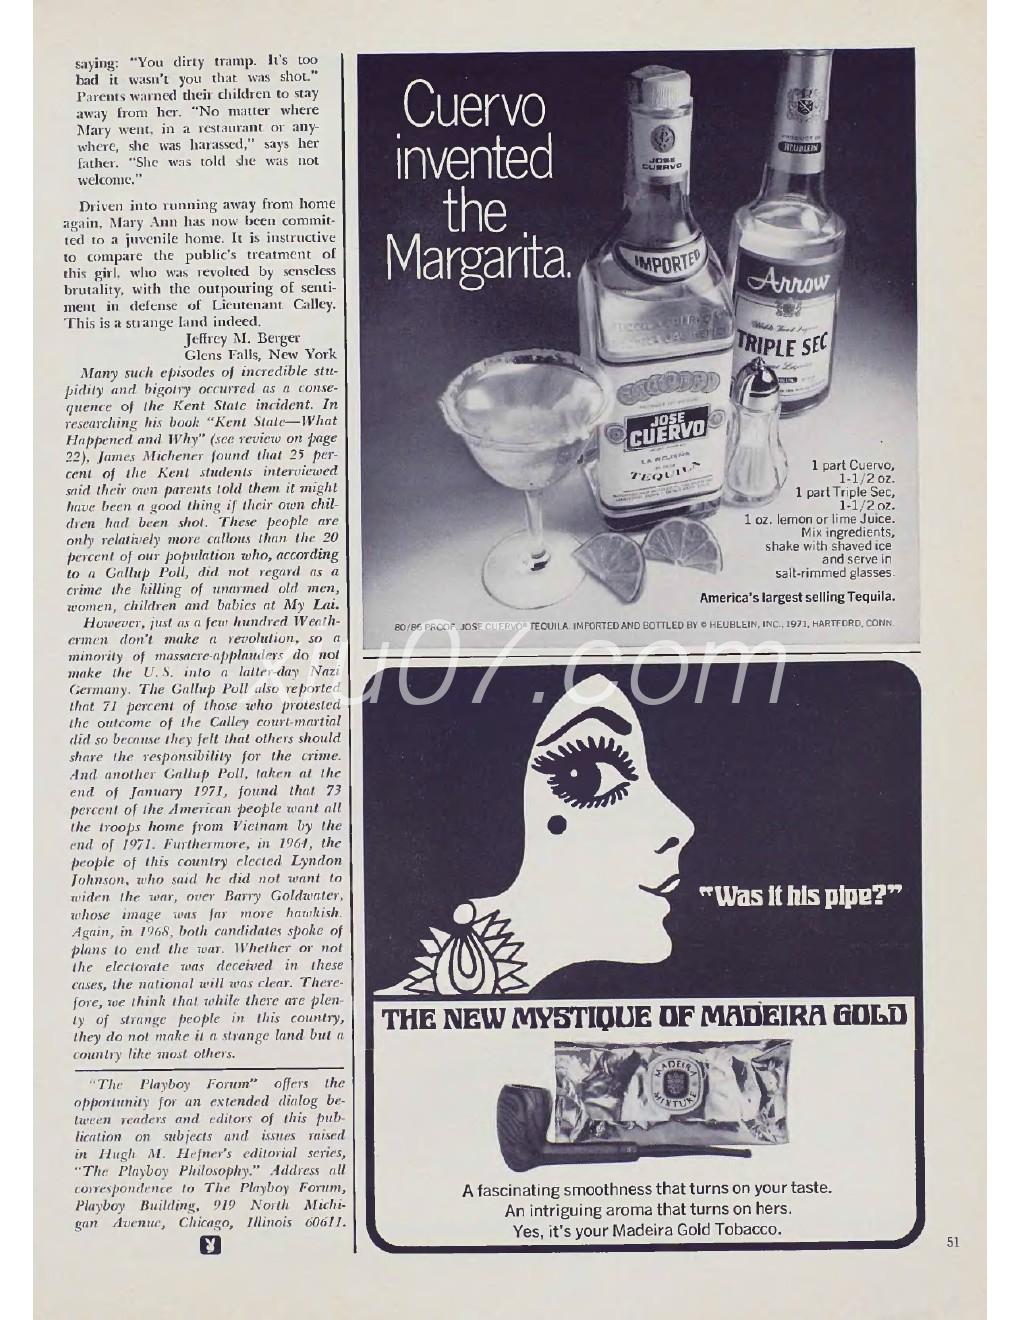 saying: "You dirty tramp. It's too
bad it wasn't you that was shot."
Parents warned their children to stay
away from her. "No matter where
Mary went, in a restaurant or any-
where, she was harassed," says her
father. "She was told she was not
welcome."
Driven into running away from home
again, Mary Ann has now been commit-
ted to a juvenile home. It is instructive
to compare the public's treatment of
this girl, who was revolted by senseless
brutality, with the outpouring of senti-
ment in defense of Lieutenant Calley.
This is a strange land indeed.
Jeffrey M. Berger
Glens Falls, New York
Many such episodes of incredible stu-
pidity and bigotry occurred as a conse-
quence of the Kent State incident. In
researching his book "Kent State—What
Happened and Why" (see review on page
22), James Michener found that 25 per-
cent of the Kent students interviewed
said their own parents told them it might
have been a good thing if their own chil-
dren had been shot. These people are
only relatively more callous than the 20
percent of our population who, according
to a Gallup Poll, did not regard as a
crime the killing of unarmed old men,
women, children and babies at My Lai.
However, just as a few hundred Weath-
ermen don't make a revolution, so a
minority of massacre-applauders do not
make the U. S. into a latter-day Nazi
Germany. The Gallup Poll also reported
that 71 percent of those who protested
the outcome of the Calley court-martial
did so because they felt that others should
share the responsibility for the crime.
And another Gallup Poll, taken at the
end of January 1971, found that 73
percent of the American people want all
the troops home from Vietnam by the
end of 1971. Furthermore, in 1964, the
people of this country elected Lyndon
Johnson, who said he did not want to
widen the war, over Barry Goldwater,
whose image was far more hawkish.
Again, in 1968, both candidates spoke of
plans to end the war. Whether or not
the electorate was deceived in these
cases, the national will was clear. There-
fore, we think that while there are plen-
ty of strange people in this country,
they do not make it a strange land but a
country like most others.
"The Playboy Forum" offers the
opportunity for an extended dialog be-
tween readers and editors of this pub-
lication on subjects and issues raised
in Hugh M. Hefner's editorial series,
"The Playboy Philosophy." Address all
correspondence to The Playboy Forum,
Playboy Building, 919 North Michi-
gan Avenue, Chicago, Illinois 60611.
Cuervo
invented
the
Margarita.
JOSE
CUERVO
IMPORTED
JOSE
CUERVO
TEQUILA
PRODUCT OF
HEUBLEIN
Arrow
TRIPLE SEC
1 part Cuervo,
1-1/2 oz.
1 part Triple Sec,
1-1/2 oz.
1 oz. lemon or lime Juice.
Mix ingredients,
shake with shaved ice
and serve in
salt-rimmed glasses.
America's largest selling Tequila.
80/86 PROOF. JOSE CUERVO® TEQUILA. IMPORTED AND BOTTLED BY © HEUBLEIN, INC., 1971, HARTFORD, CONN.
xiu07.com
"Was it his pipe?"
THE NEW MYSTIQUE OF MADEIRA GOLD
MADEIRA
MIXTURE
A fascinating smoothness that turns on your taste.
An intriguing aroma that turns on hers.
Yes, it's your Madeira Gold Tobacco.
51